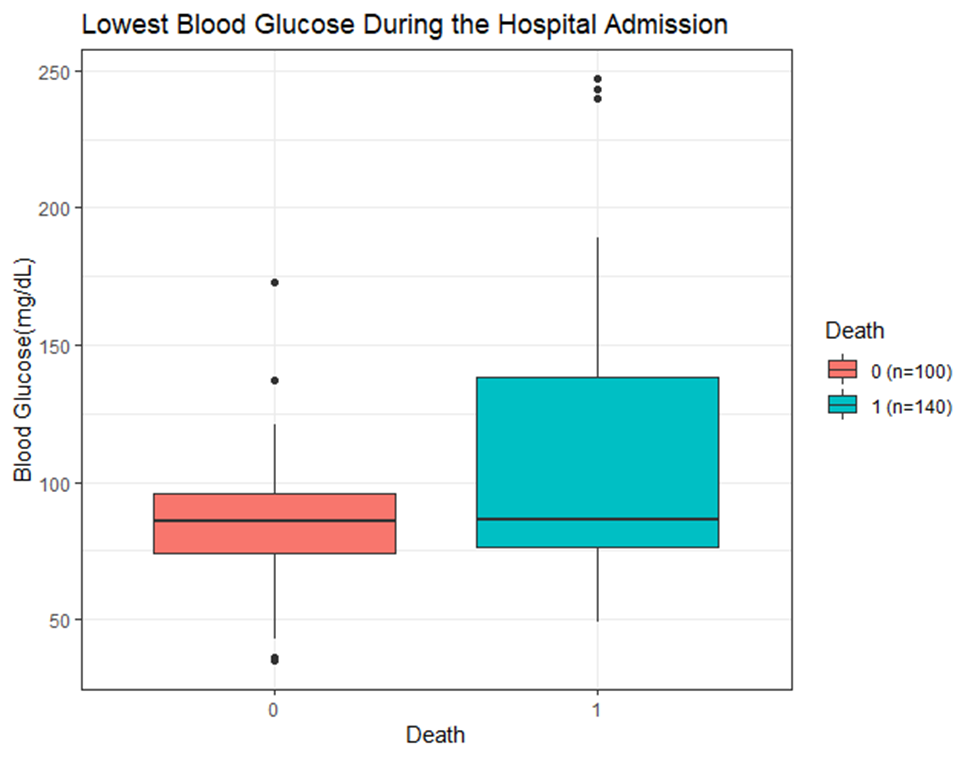 Lowest Blood Glucose During the Hospital Admission
Blood Glucose(mg/dL)
250
200
150
100
50
0
1
Death
Death
0 (n=100)
1 (n=140)